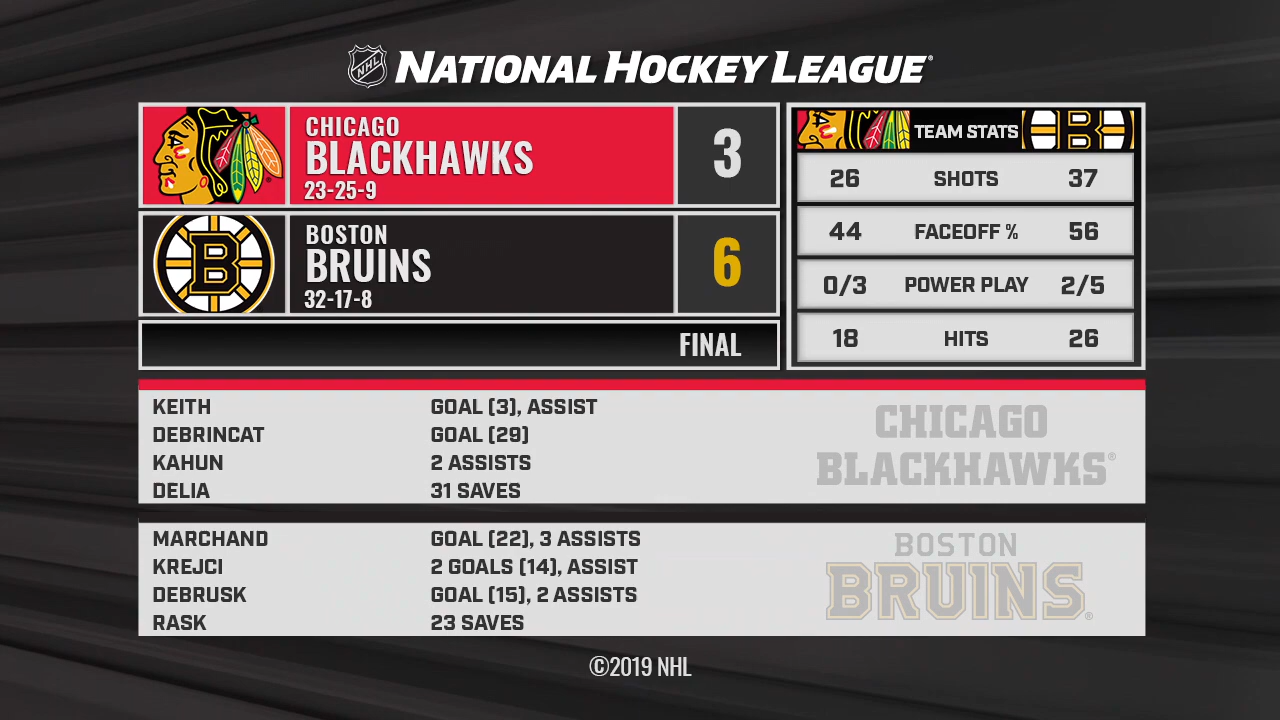 NHL NATIONAL HOCKEY LEAGUE®
CHICAGO
BLACKHAWKS
23-25-9
3
BOSTON
BRUINS
32-17-8
6
FINAL
TEAM STATS
26 SHOTS 37
44 FACEOFF % 56
0/3 POWER PLAY 2/5
18 HITS 26
KEITH GOAL (3), ASSIST
DEBRINCAT GOAL (29)
KAHUN 2 ASSISTS
DELIA 31 SAVES
CHICAGO
BLACKHAWKS®
MARCHAND GOAL (22), 3 ASSISTS
KREJCI 2 GOALS (14), ASSIST
DEBRUSK GOAL (15), 2 ASSISTS
RASK 23 SAVES
BOSTON
BRUINS®
©2019 NHL